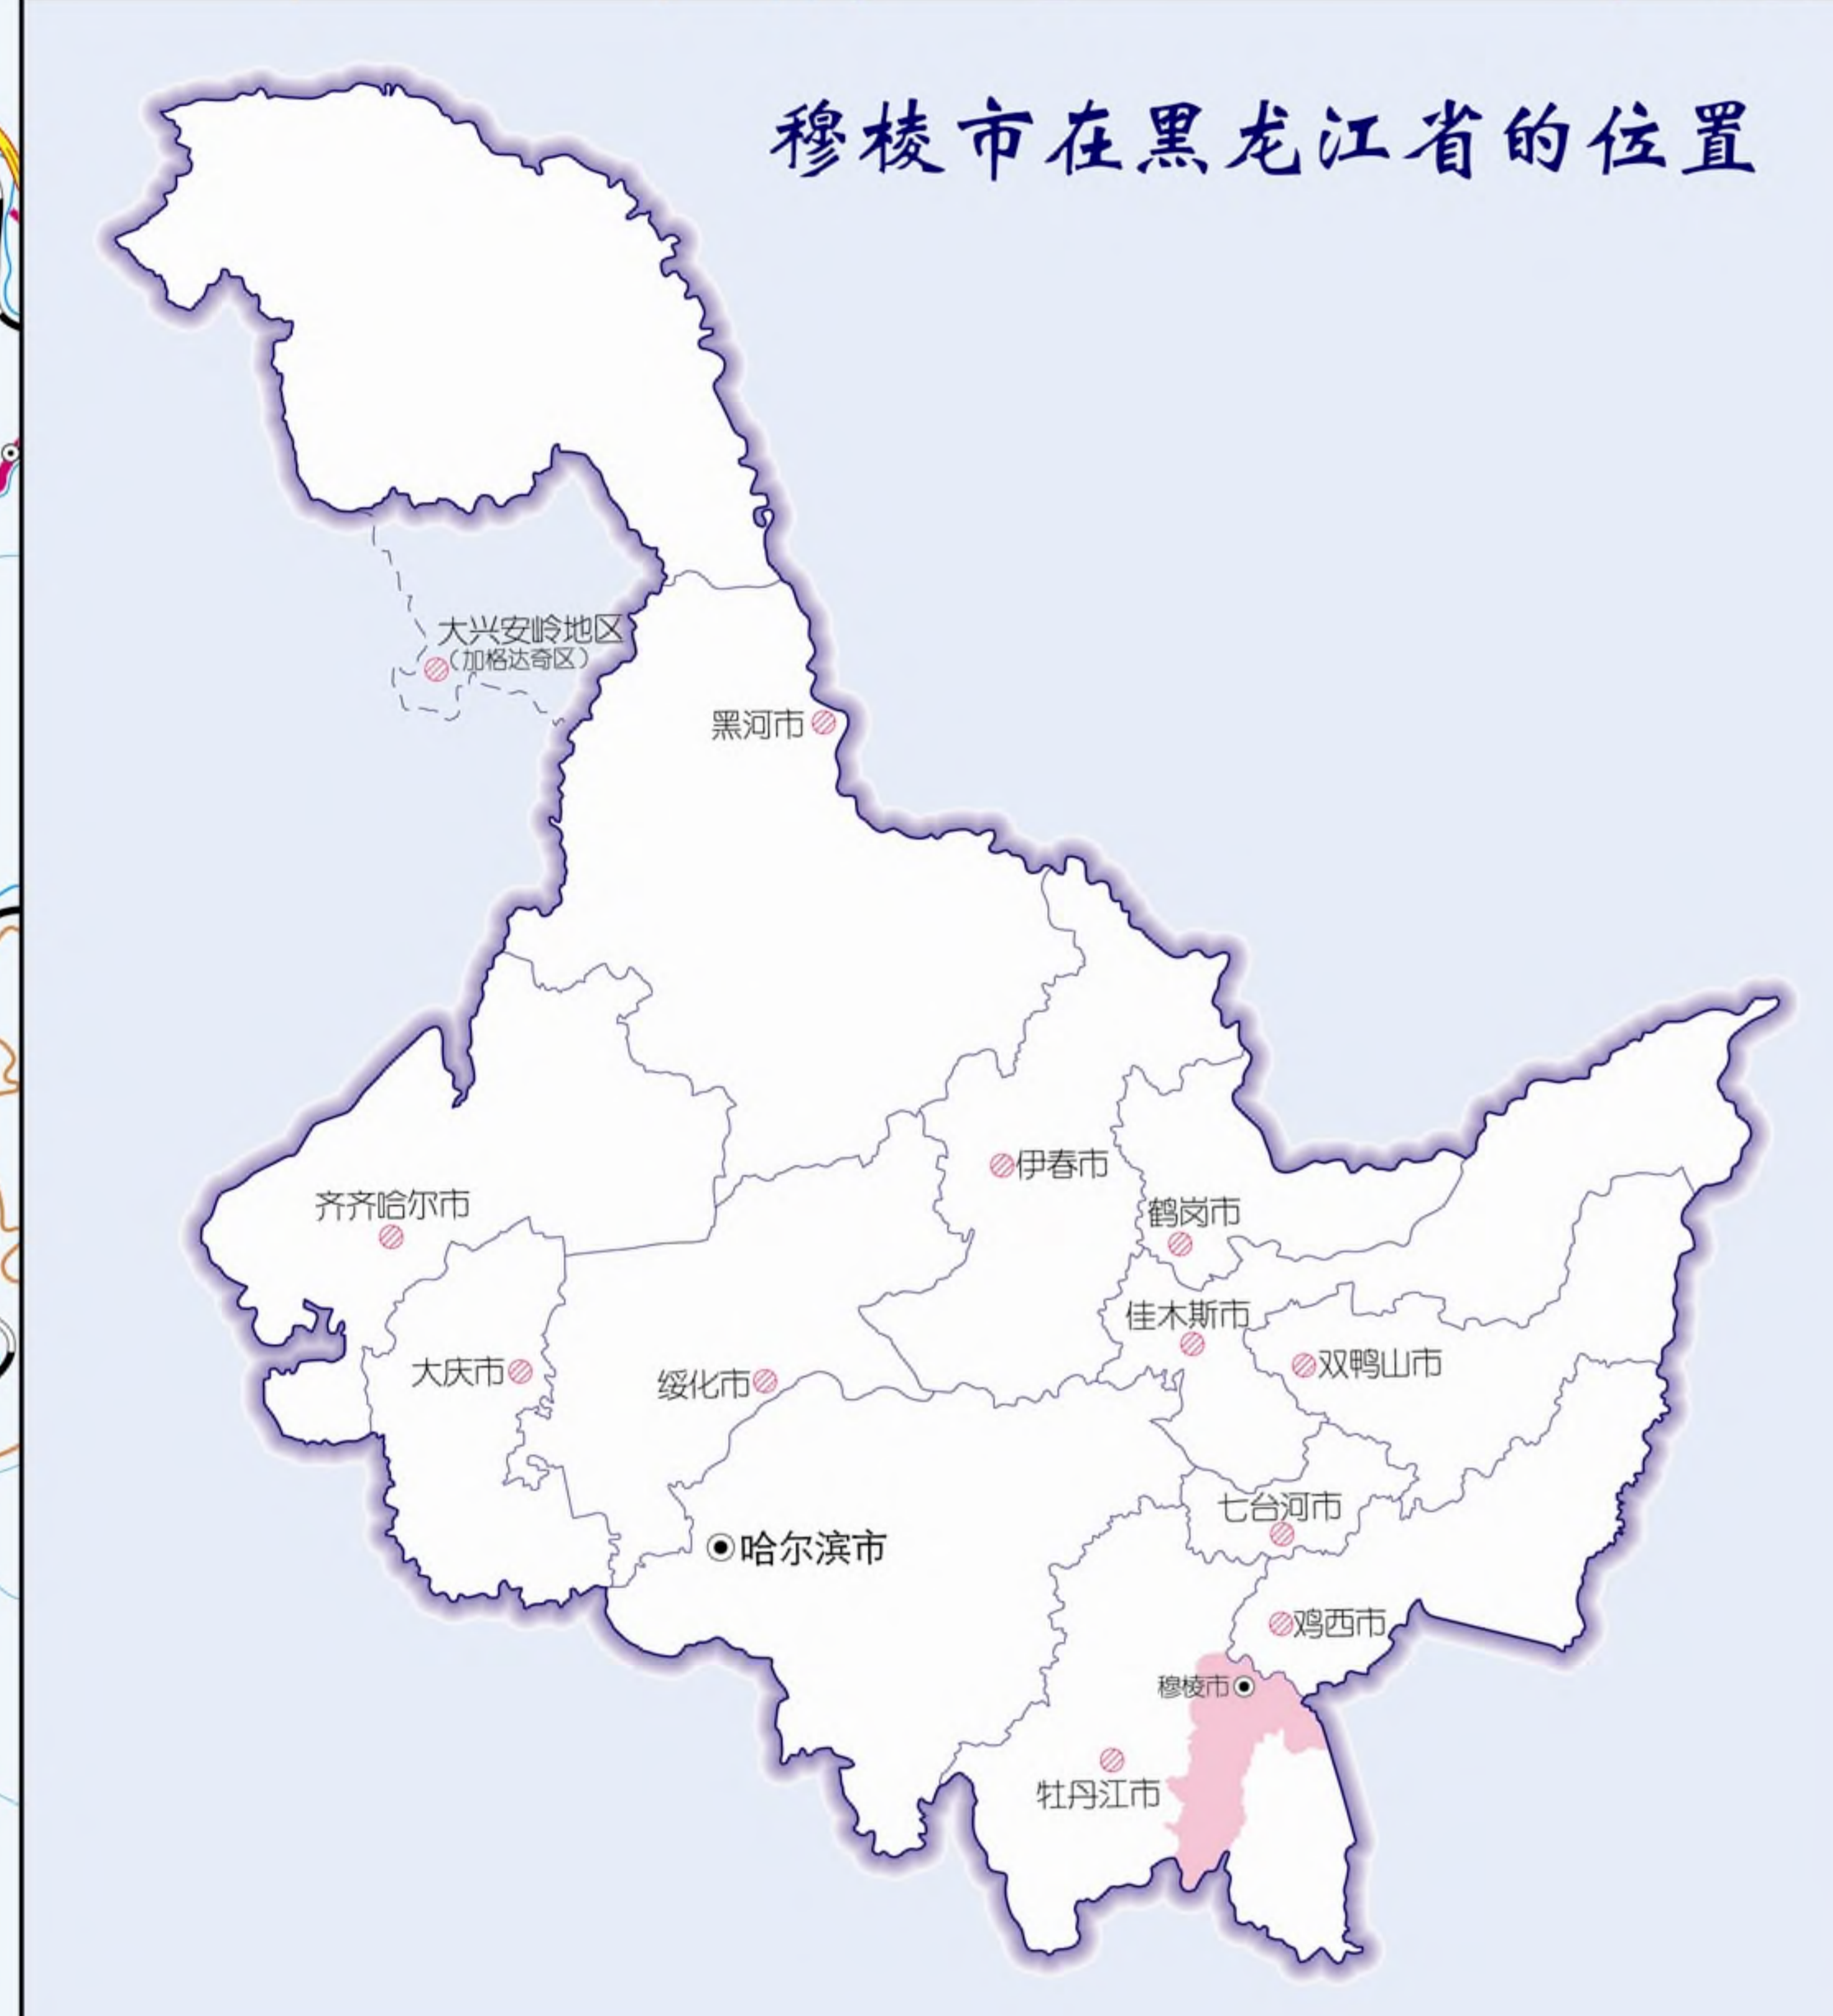 穆棱市在黑龙江省的位置
大兴安岭地区
（加格达奇区）
黑河市
伊春市
齐齐哈尔市
鹤岗市
佳木斯市
双鸭山市
大庆市
绥化市
七台河市
哈尔滨市
鸡西市
穆棱市
牡丹江市